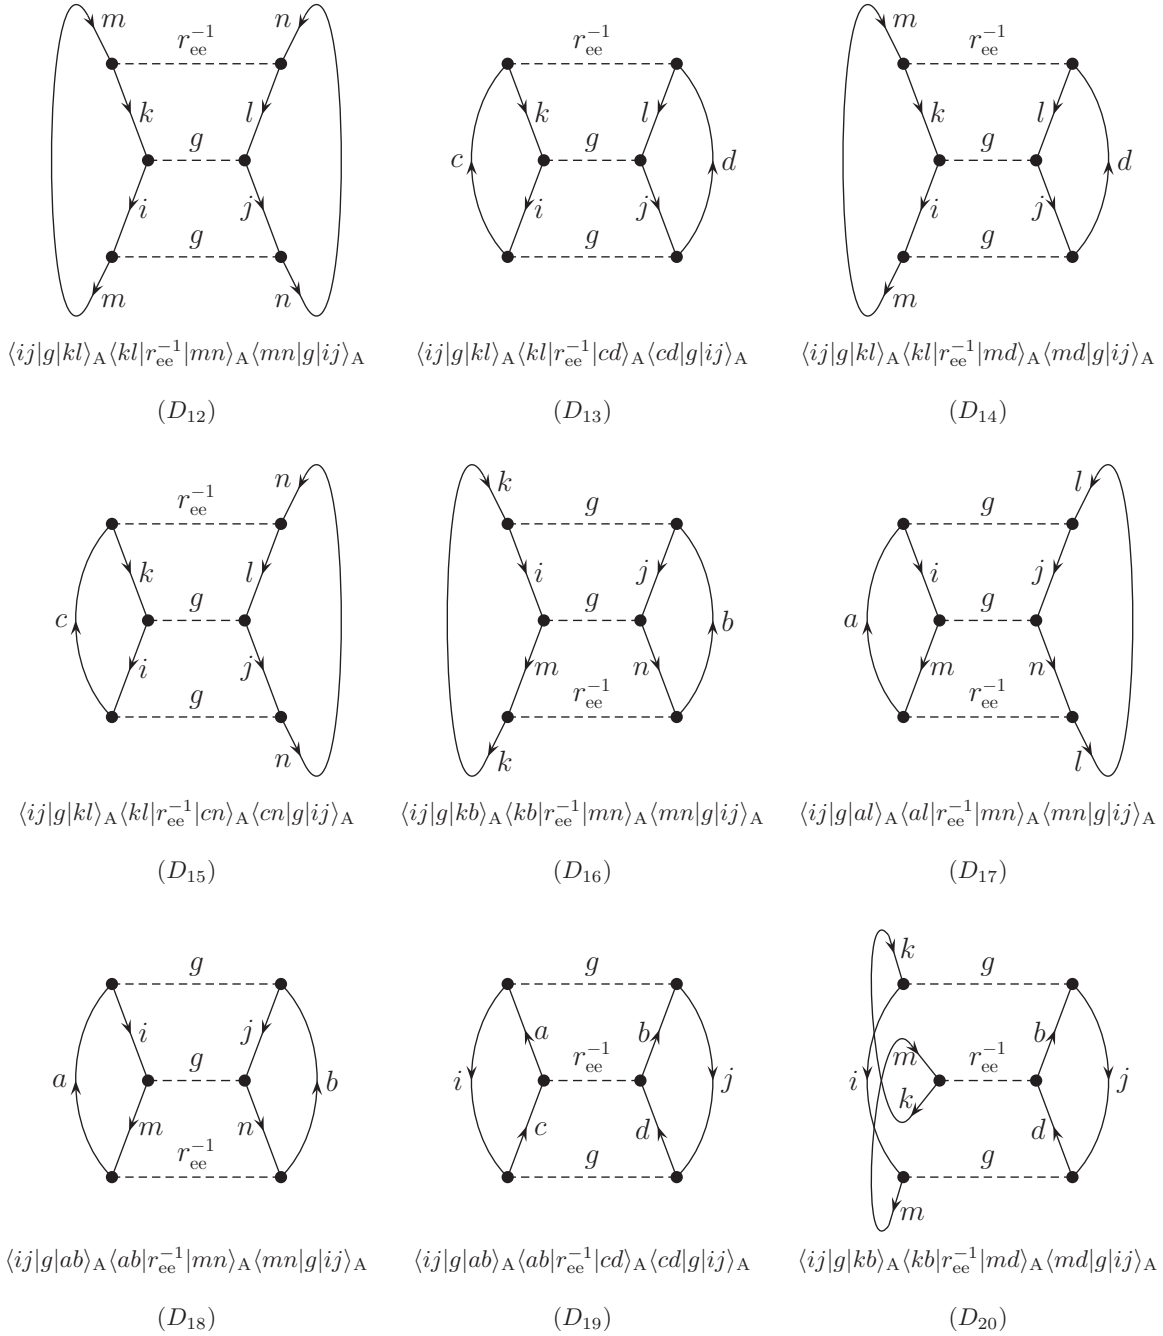 m n
r_ee^{-1} r_ee^{-1} m r_ee^{-1}
k l k l k l
g g g
c d d
i j i j i j
g g g
m n m
⟨ij|g|kl⟩_A⟨kl|r_ee^{-1}|mn⟩_A⟨mn|g|ij⟩_A ⟨ij|g|kl⟩_A⟨kl|r_ee^{-1}|cd⟩_A⟨cd|g|ij⟩_A ⟨ij|g|kl⟩_A⟨kl|r_ee^{-1}|md⟩_A⟨md|g|ij⟩_A
(D_12) (D_13) (D_14)
n k l
r_ee^{-1} g g
k l i j i j
g g g
c b a
i j m n m n
g r_ee^{-1} r_ee^{-1}
n k l
⟨ij|g|kl⟩_A⟨kl|r_ee^{-1}|cn⟩_A⟨cn|g|ij⟩_A ⟨ij|g|kb⟩_A⟨kb|r_ee^{-1}|mn⟩_A⟨mn|g|ij⟩_A ⟨ij|g|al⟩_A⟨al|r_ee^{-1}|mn⟩_A⟨mn|g|ij⟩_A
(D_15) (D_16) (D_17)
k
g g g
i j a b b
g r_ee^{-1} m r_ee^{-1}
a b i j i j
m n c d k d
r_ee^{-1} g g
m
⟨ij|g|ab⟩_A⟨ab|r_ee^{-1}|mn⟩_A⟨mn|g|ij⟩_A ⟨ij|g|ab⟩_A⟨ab|r_ee^{-1}|cd⟩_A⟨cd|g|ij⟩_A ⟨ij|g|kb⟩_A⟨kb|r_ee^{-1}|md⟩_A⟨md|g|ij⟩_A
(D_18) (D_19) (D_20)